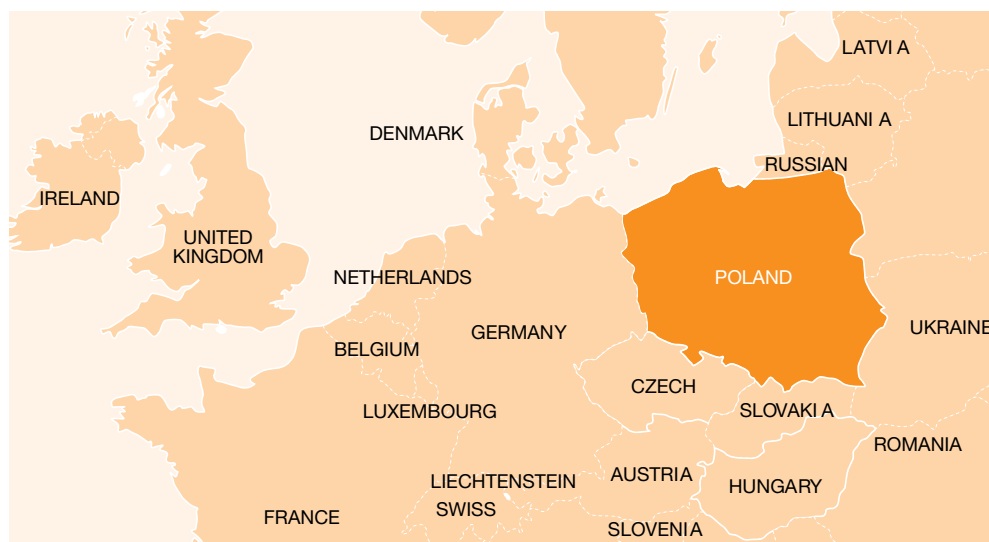 LATVI A
LITHUANI A
DENMARK
RUSSIAN
IRELAND
UNITED
KINGDOM
NETHERLANDS
POLAND
GERMANY
UKRAINE
BELGIUM
CZECH
LUXEMBOURG
SLOVAKI A
ROMANIA
AUSTRIA
LIECHTENSTEIN
HUNGARY
SWISS
FRANCE
SLOVENIA